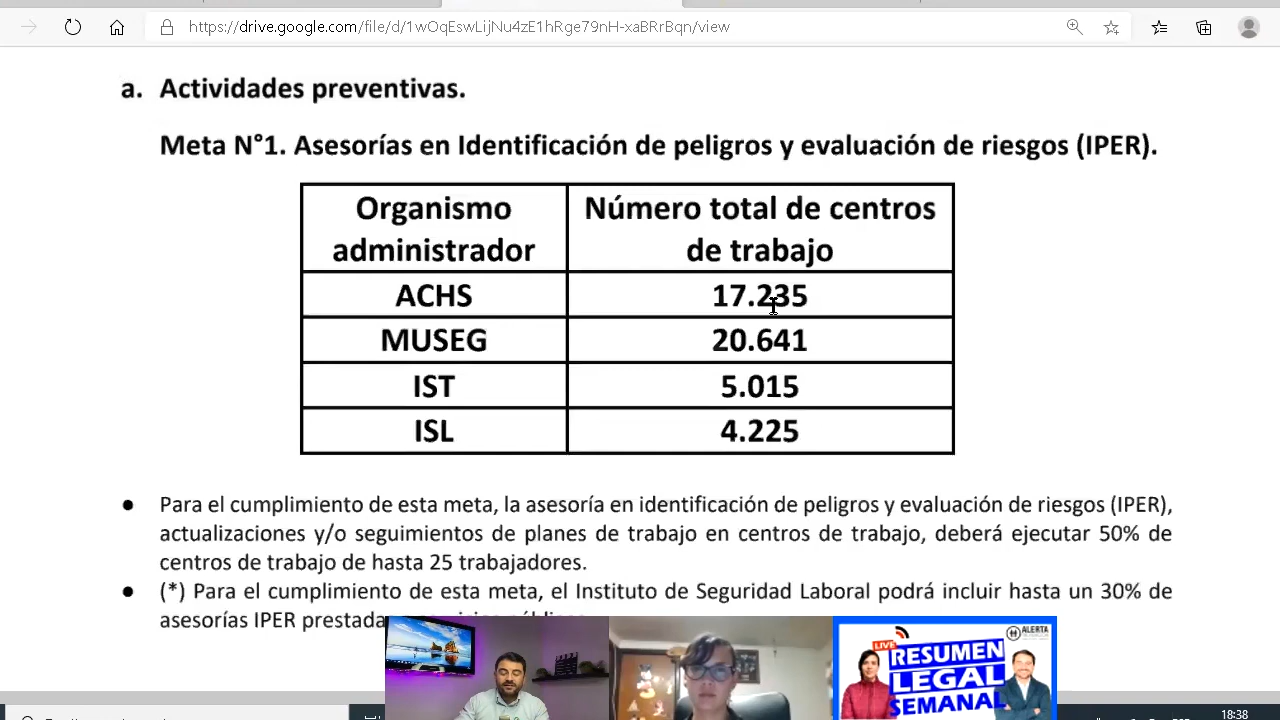 https://drive.google.com/file/d/1wOqEswLijNu4zE1hRge79nH-xaBRrBqn/view
a. Actividades preventivas.
Meta N°1. Asesorías en Identificación de peligros y evaluación de riesgos (IPER).
Organismo administrador | Número total de centros de trabajo
ACHS 17.235
MUSEG 20.641
IST 5.015
ISL 4.225
● Para el cumplimiento de esta meta, la asesoría en identificación de peligros y evaluación de riesgos (IPER),
actualizaciones y/o seguimientos de planes de trabajo en centros de trabajo, deberá ejecutar 50% de
centros de trabajo de hasta 25 trabajadores.
● (*) Para el cumplimiento de esta meta, el Instituto de Seguridad Laboral podrá incluir hasta un 30% de
asesorías IPER
LIVE
ALERTA
RESUMEN
LEGAL
SEMANAL
18:38